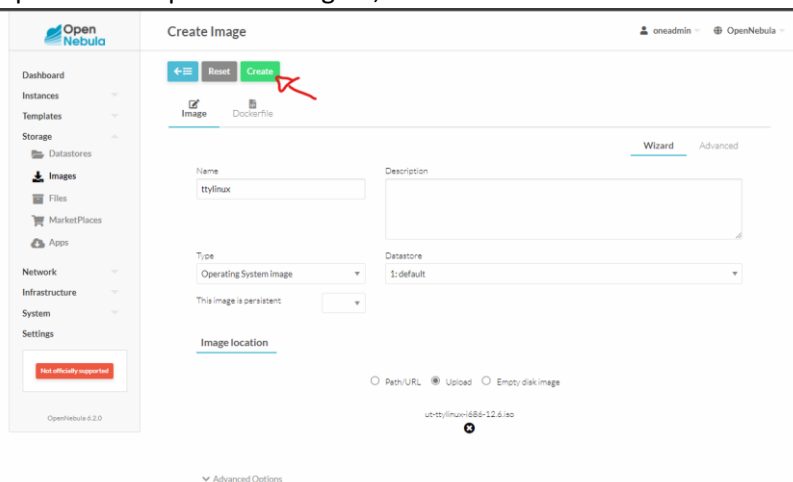 Open
Nebula
Create Image
oneadmin
OpenNebula
Dashboard
Instances
Templates
Storage
Datastores
Images
Files
MarketPlaces
Apps
Network
Infrastructure
System
Settings
Not officially supported
OpenNebula 6.2.0
Reset
Create
Image
Dockerfile
Wizard
Advanced
Name
Description
ttylinux
Type
Datastore
Operating System image
1: default
This image is persistent
Image location
Path/URL
Upload
Empty disk image
ut-ttylinux-i686-12.6.iso
Advanced Options